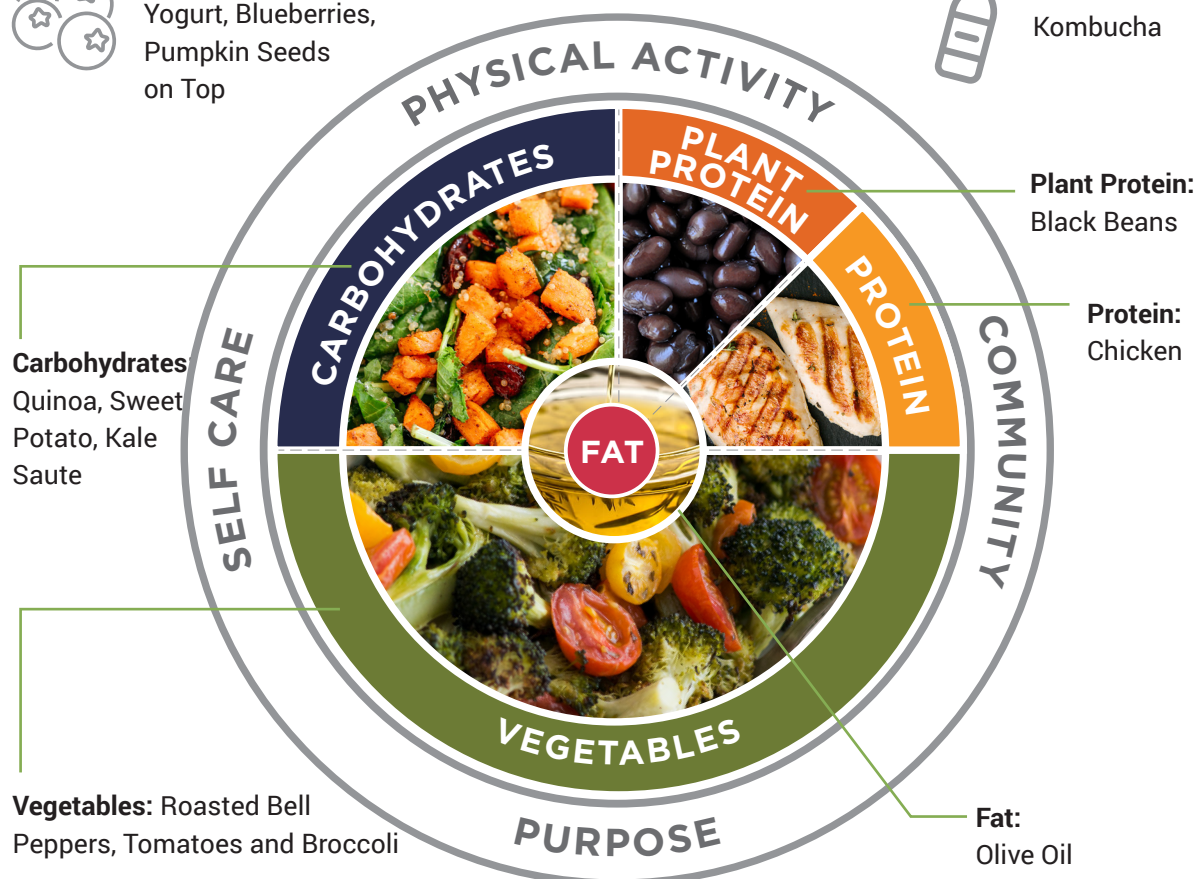 Yogurt, Blueberries,
Pumpkin Seeds
on Top
Kombucha
PHYSICAL ACTIVITY
CARBOHYDRATES
PLANT
PROTEIN
PROTEIN
Plant Protein:
Black Beans
Protein:
Chicken
COMMUNITY
SELF CARE
Carbohydrates:
Quinoa, Sweet
Potato, Kale
Saute
FAT
VEGETABLES
Vegetables: Roasted Bell
Peppers, Tomatoes and Broccoli
PURPOSE
Fat:
Olive Oil